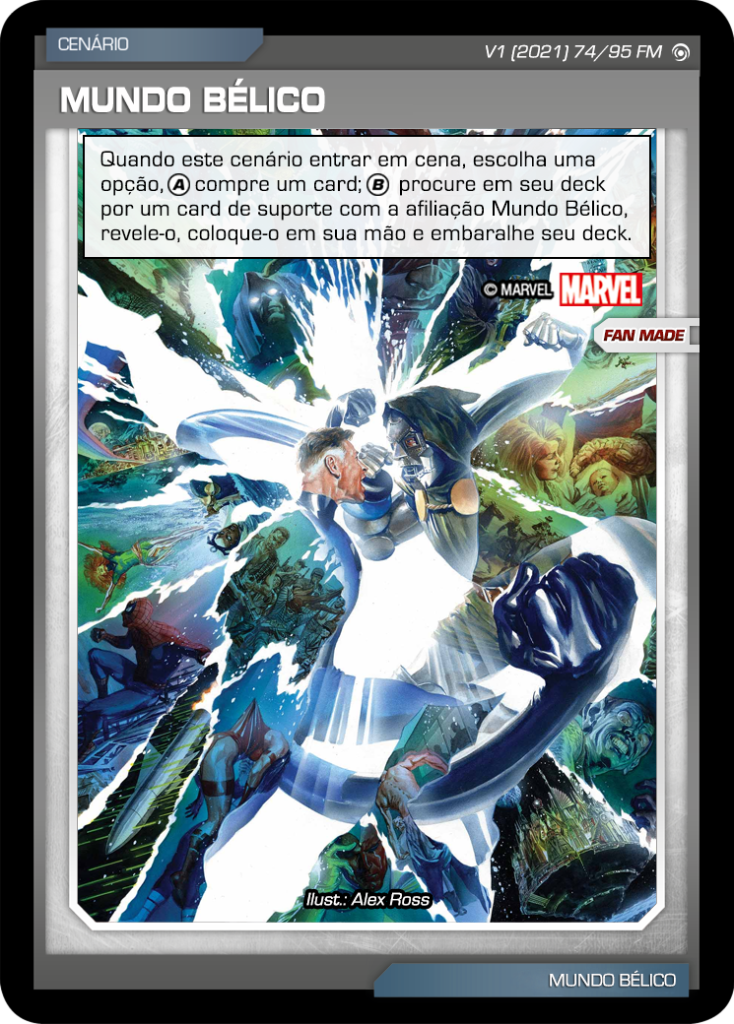 CENÁRIO
V1 (2021) 74/95 FM
MUNDO BÉLICO
Quando este cenário entrar em cena, escolha uma
opção, A compre um card; B procure em seu deck
por um card de suporte com a afiliação Mundo Bélico,
revele-o, coloque-o em sua mão e embaralhe seu deck.
© MARVEL MARVEL
FAN MADE
Ilust.: Alex Ross
MUNDO BÉLICO